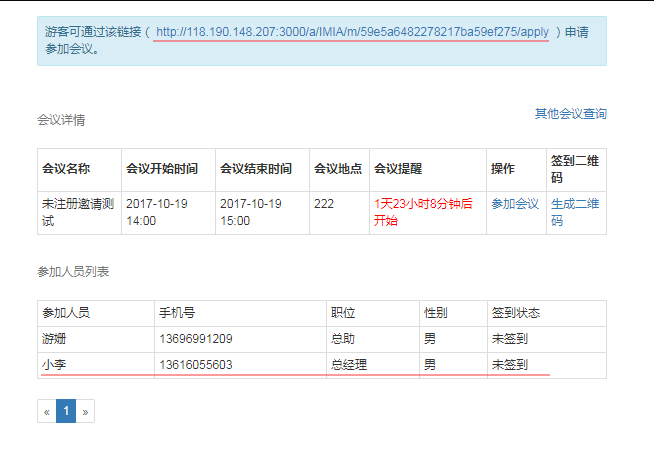 游客可通过该链接（ http://118.190.148.207:3000/a/IMIA/m/59e5a6482278217ba59ef275/apply ）申请
参加会议。
其他会议查询
会议详情
会议名称 会议开始时间 会议结束时间 会议地点 会议提醒 操作 签到二维
码
未注册邀请测 2017-10-19 2017-10-19 222 1天23小时8分钟后 参加会议 生成二维
试 14:00 15:00 开始 码
参加人员列表
参加人员 手机号 职位 性别 签到状态
游姗 13696991209 总助 男 未签到
小李 13616055603 总经理 男 未签到
« 1 »